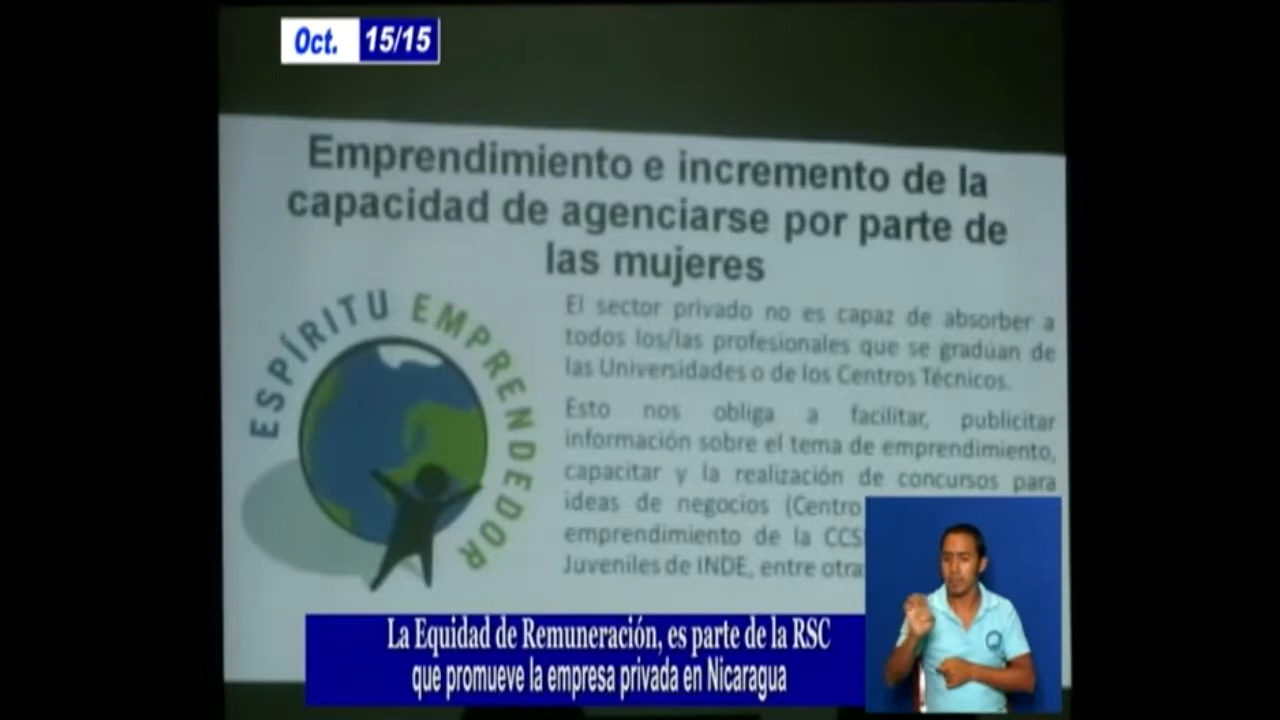 Oct. 15/15
Emprendimiento e incremento de la
capacidad de agenciarse por parte de
las mujeres
ESPÍRITU EMPRENDEDOR
El sector privado no es capaz de absorber a
todos los/las profesionales que se gradúan de
las Universidades o de los Centros Técnicos.
Esto nos obliga a facilitar, publicitar
información sobre el tema de emprendimiento,
capacitar y la realización de concursos para
ideas de negocios (Centro
emprendimiento de la CCS
Juveniles de INDE, entre otra
La Equidad de Remuneración, es parte de la RSC
que promueve la empresa privada en Nicaragua